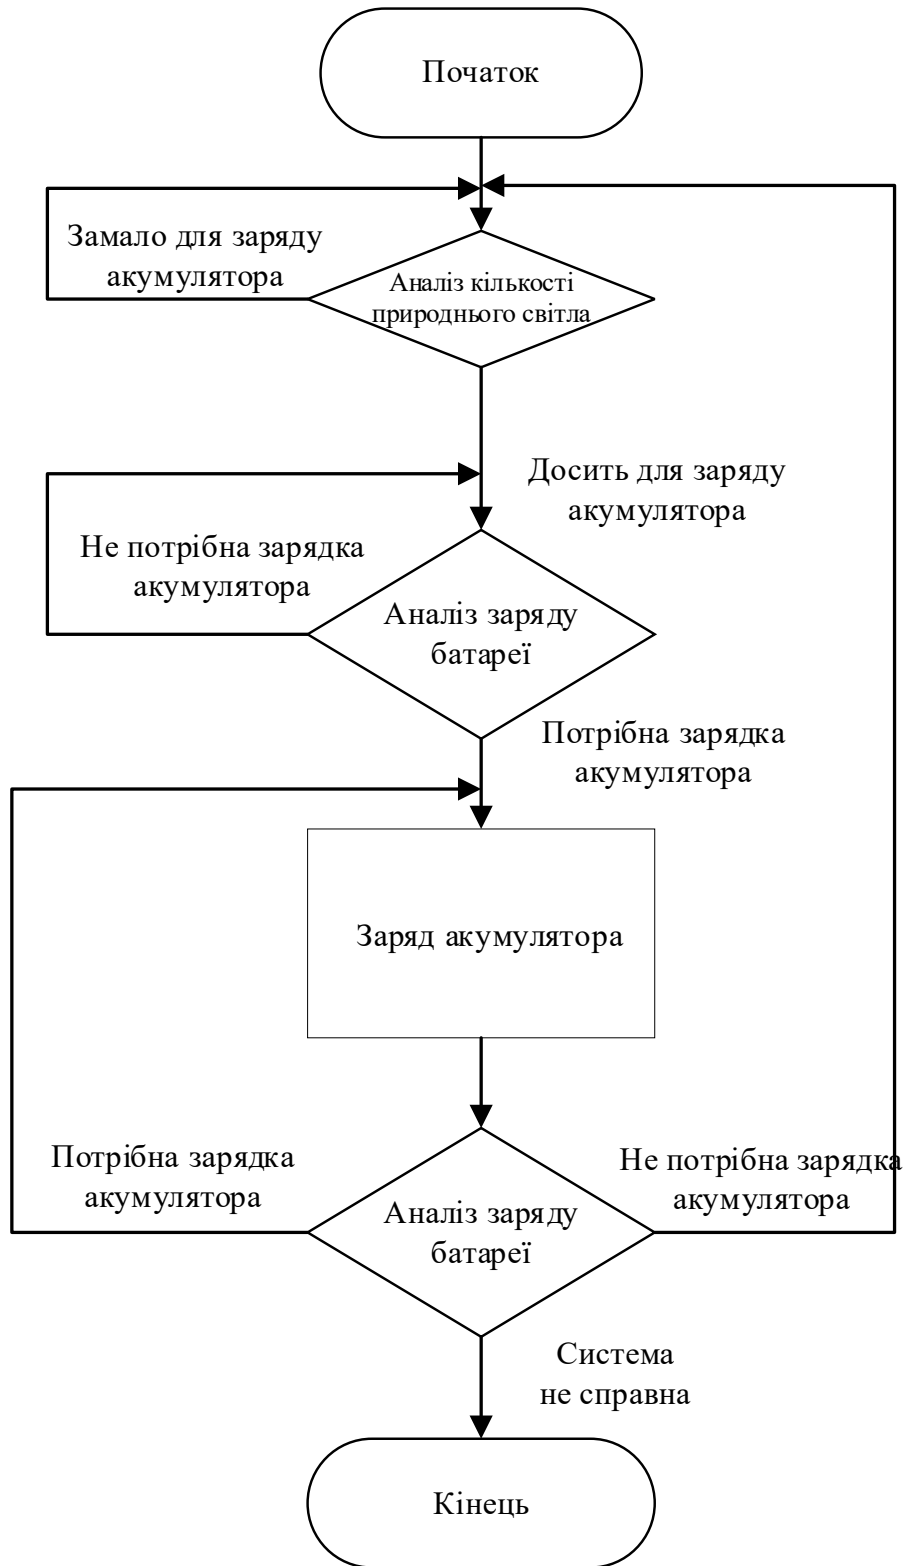 Початок
Замало для заряду
акумулятора
Аналіз кількості
природнього світла
Досить для заряду
акумулятора
Не потрібна зарядка
акумулятора
Аналіз заряду
батареї
Потрібна зарядка
акумулятора
Заряд акумулятора
Потрібна зарядка
акумулятора
Не потрібна зарядка
акумулятора
Аналіз заряду
батареї
Система
не справна
Кінець